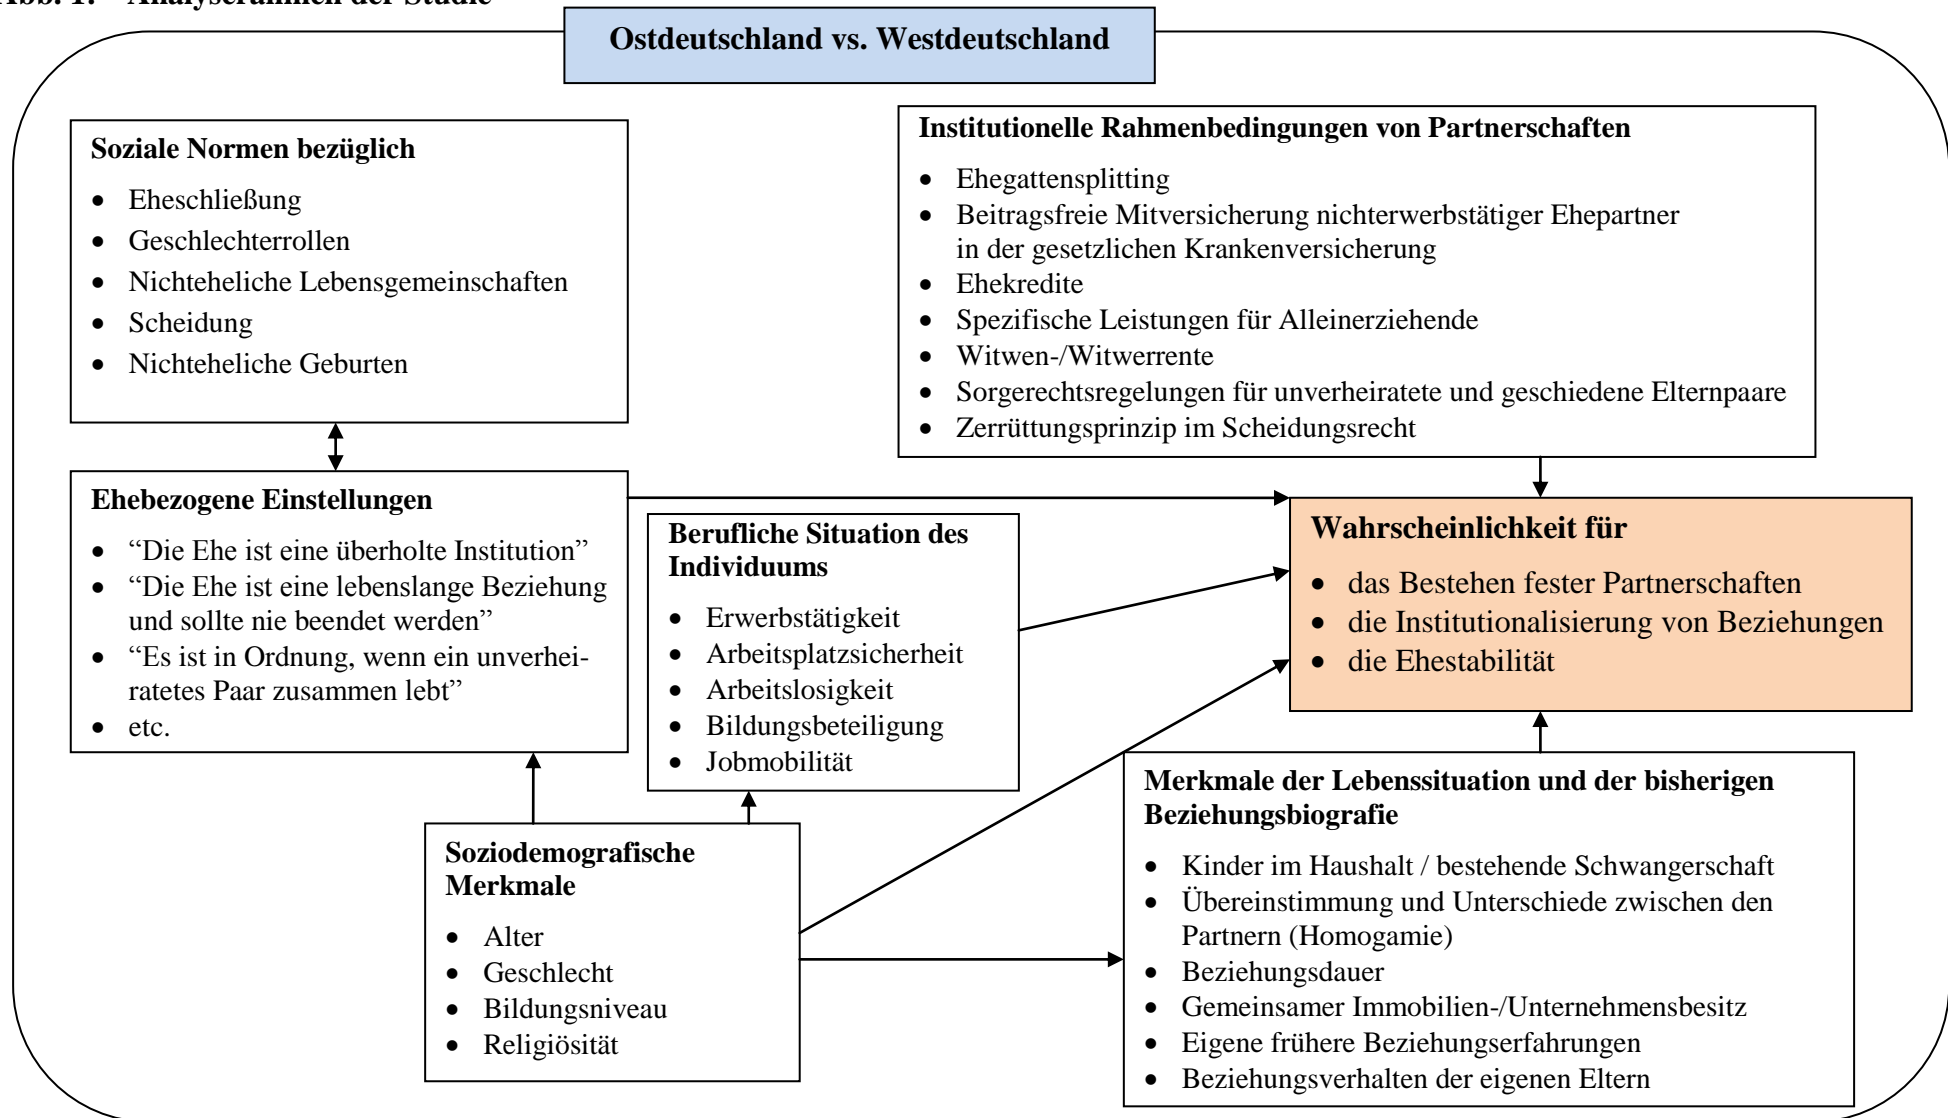 Abb. 1: Analyserahmen der Studie
Ostdeutschland vs. Westdeutschland
Soziale Normen bezüglich
• Eheschließung
• Geschlechterrollen
• Nichteheliche Lebensgemeinschaften
• Scheidung
• Nichteheliche Geburten
Institutionelle Rahmenbedingungen von Partnerschaften
• Ehegattensplitting
• Beitragsfreie Mitversicherung nichterwerbstätiger Ehepartner
in der gesetzlichen Krankenversicherung
• Ehekredite
• Spezifische Leistungen für Alleinerziehende
• Witwen-/Witwerrente
• Sorgerechtsregelungen für unverheiratete und geschiedene Elternpaare
• Zerrüttungsprinzip im Scheidungsrecht
Ehebezogene Einstellungen
• “Die Ehe ist eine überholte Institution”
• “Die Ehe ist eine lebenslange Beziehung
und sollte nie beendet werden”
• “Es ist in Ordnung, wenn ein unverhei-
ratetes Paar zusammen lebt”
• etc.
Berufliche Situation des
Individuums
• Erwerbstätigkeit
• Arbeitsplatzsicherheit
• Arbeitslosigkeit
• Bildungsbeteiligung
• Jobmobilität
Wahrscheinlichkeit für
• das Bestehen fester Partnerschaften
• die Institutionalisierung von Beziehungen
• die Ehestabilität
Soziodemografische
Merkmale
• Alter
• Geschlecht
• Bildungsniveau
• Religiösität
Merkmale der Lebenssituation und der bisherigen
Beziehungsbiografie
• Kinder im Haushalt / bestehende Schwangerschaft
• Übereinstimmung und Unterschiede zwischen den
Partnern (Homogamie)
• Beziehungsdauer
• Gemeinsamer Immobilien-/Unternehmensbesitz
• Eigene frühere Beziehungserfahrungen
• Beziehungsverhalten der eigenen Eltern